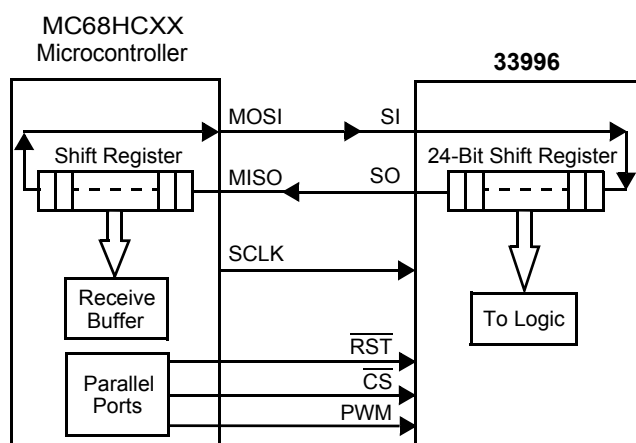 MC68HCXX
Microcontroller
33996
MOSI
SI
Shift Register
24-Bit Shift Register
MISO
SO
SCLK
Receive
Buffer
To Logic
RST
Parallel
Ports
CS
PWM